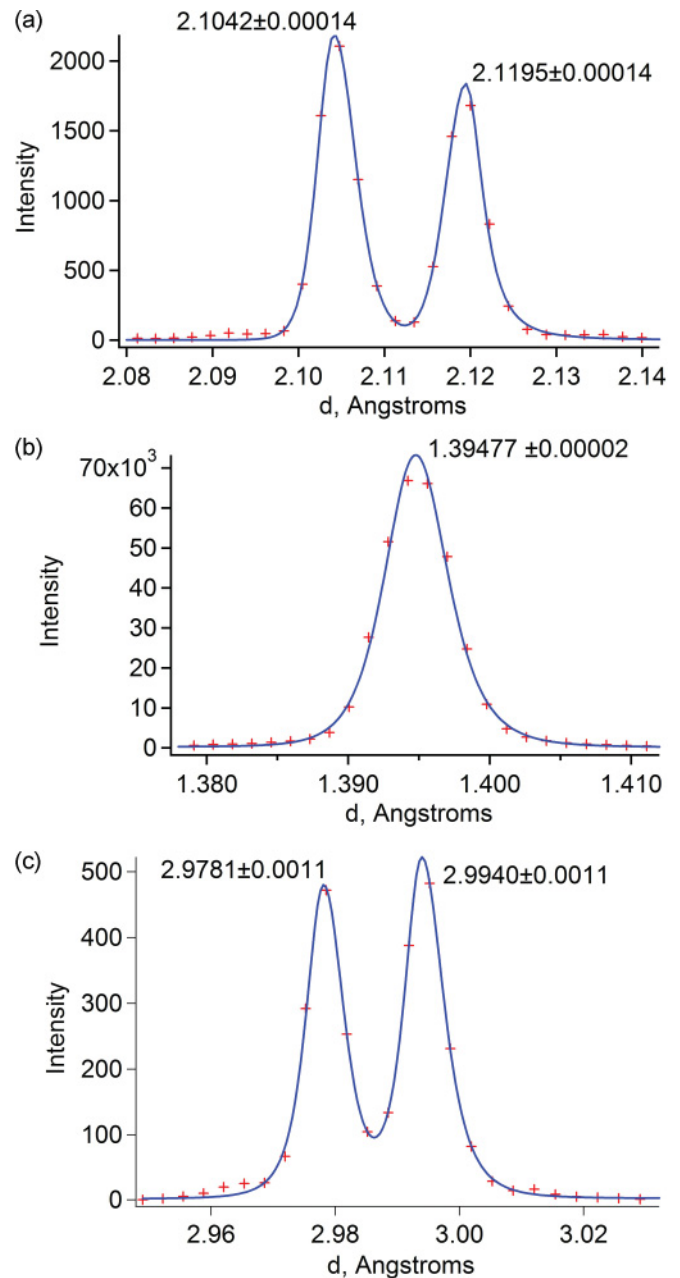 (a)
2.1042±0.00014
2.1195±0.00014
2000
1500
1000
500
0
Intensity
2.08 2.09 2.10 2.11 2.12 2.13 2.14
d, Angstroms
(b)
1.39477 ±0.00002
70x10³
60
50
40
30
20
10
0
Intensity
1.380 1.390 1.400 1.410
d, Angstroms
(c)
2.9781±0.0011
2.9940±0.0011
500
400
300
200
100
0
Intensity
2.96 2.98 3.00 3.02
d, Angstroms